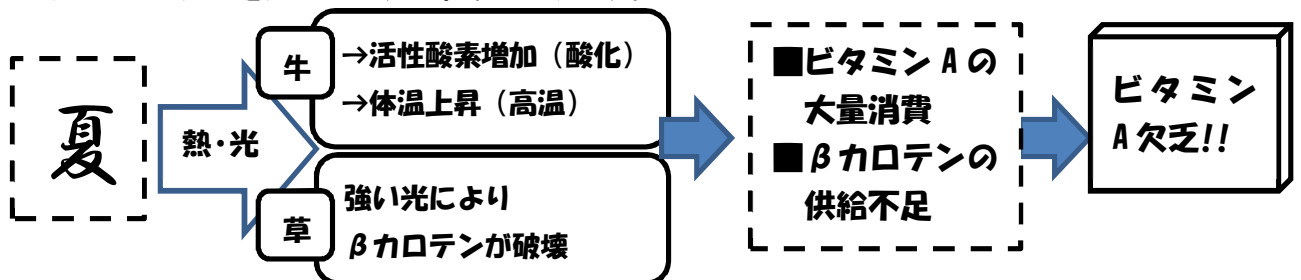 夏
熱・光
牛
→活性酸素増加（酸化）
→体温上昇（高温）
草
強い光により
βカロテンが破壊
■ビタミンAの
大量消費
■βカロテンの
供給不足
ビタミン
A欠乏!!